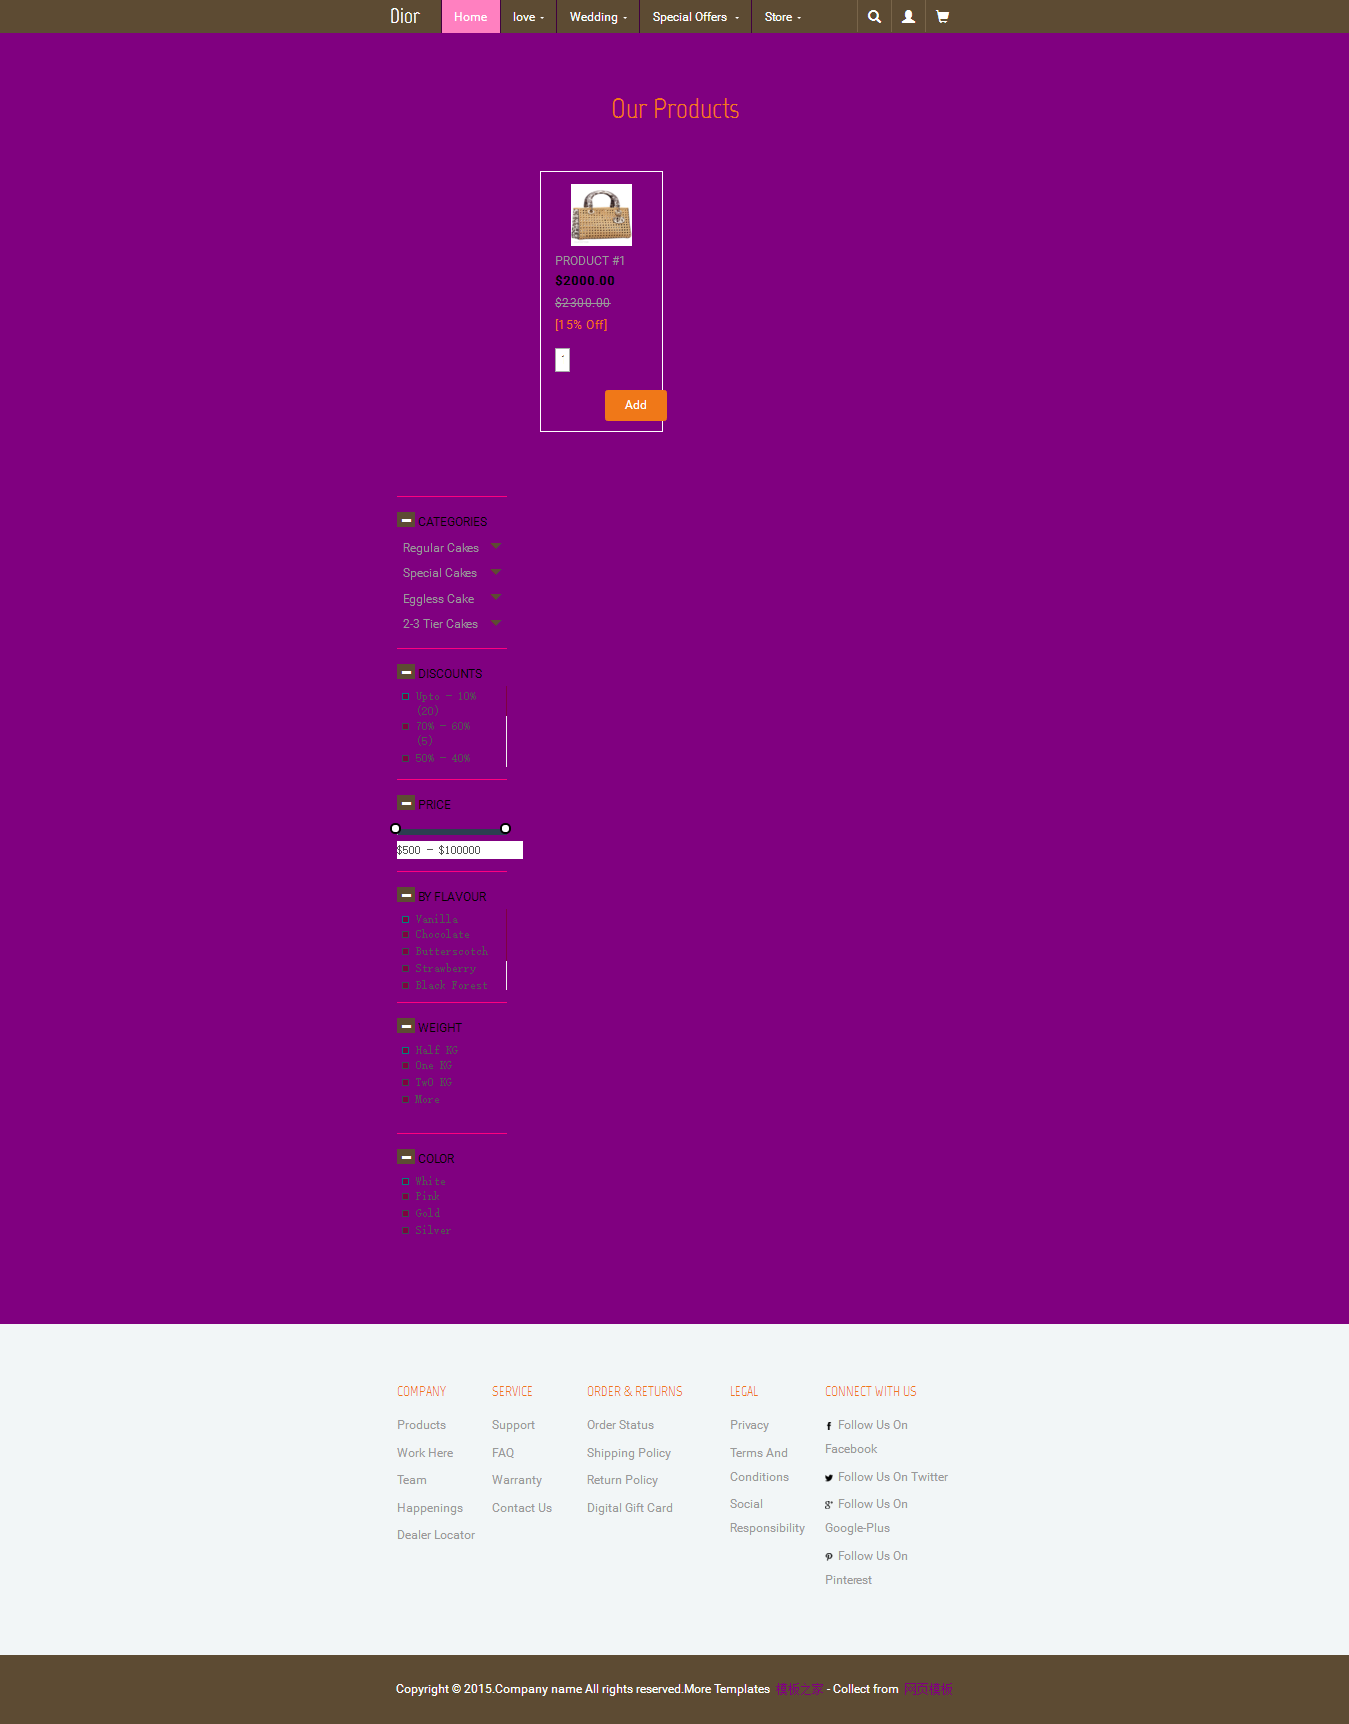 Dior Home love Wedding Special Offers Store
Our Products
PRODUCT #1
$2000.00
$2300.00
[15% Off]
Add
CATEGORIES
Regular Cakes
Special Cakes
Eggless Cake
2-3 Tier Cakes
DISCOUNTS
Upto - 10%
(20)
70% - 60%
(5)
50% - 40%
PRICE
$500 - $100000
BY FLAVOUR
Vanilla
Chocolate
Butterscotch
Strawberry
Black Forest
WEIGHT
Half KG
One KG
TwO KG
More
COLOR
White
Pink
Gold
Silver
COMPANY
Products
Work Here
Team
Happenings
Dealer Locator
SERVICE
Support
FAQ
Warranty
Contact Us
ORDER & RETURNS
Order Status
Shipping Policy
Return Policy
Digital Gift Card
LEGAL
Privacy
Terms And
Conditions
Social
Responsibility
CONNECT WITH US
Follow Us On
Facebook
Follow Us On Twitter
Follow Us On
Google-Plus
Follow Us On
Pinterest
Copyright © 2015.Company name All rights reserved.More Templates 模板之家 - Collect from 网页模板